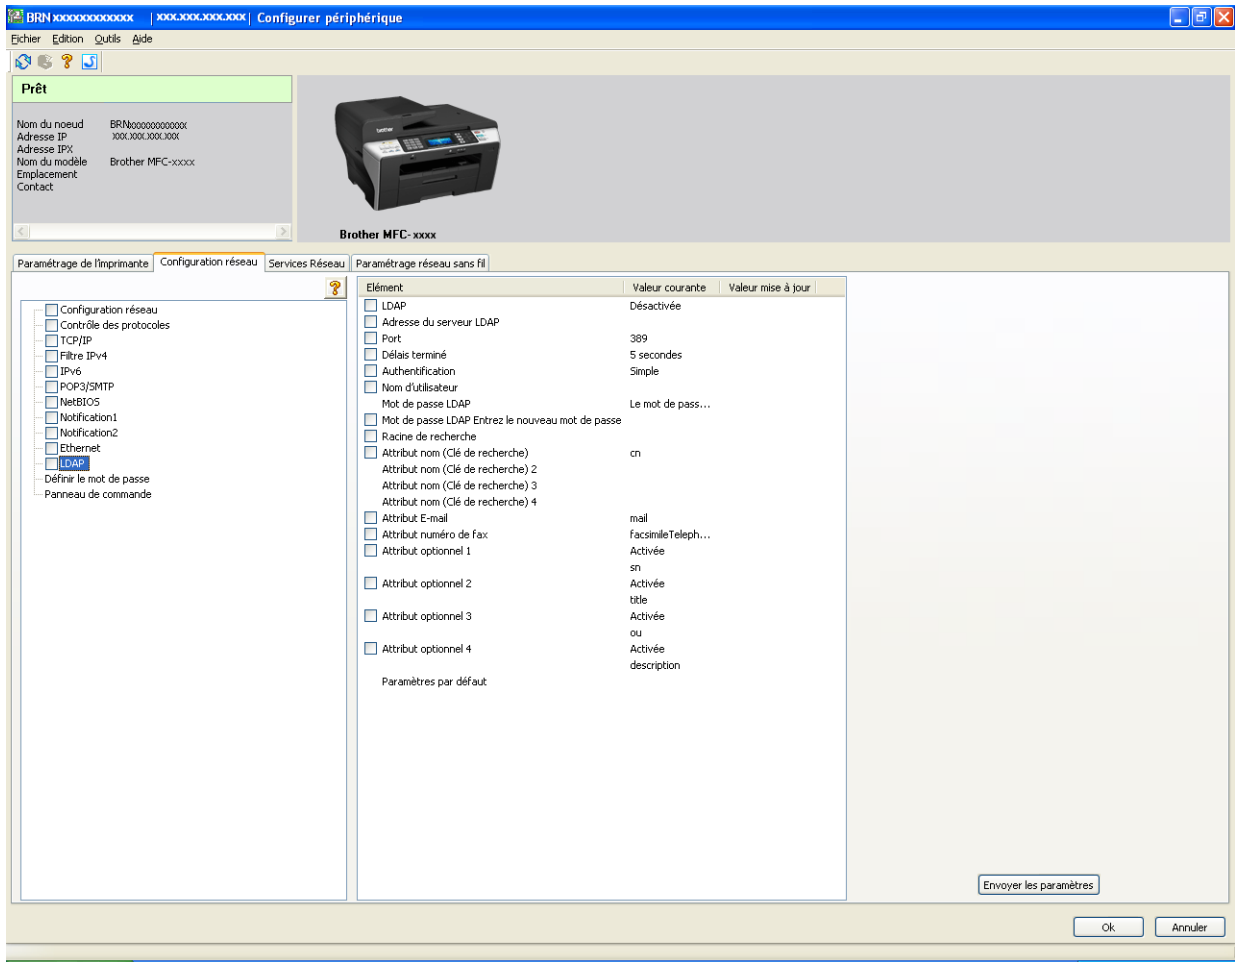 BRN xxxxxxxxxxxx | xxx.xxx.xxx.xxx | Configurer périphérique
Fichier Edition Outils Aide
Prêt
Nom du noeud BRNxxxxxxxxxxxx
Adresse IP xxx.xxx.xxx.xxx
Adresse IPX
Nom du modèle Brother MFC-xxxx
Emplacement
Contact
brother
Brother MFC- xxxx
Paramétrage de l'imprimante Configuration réseau Services Réseau Paramétrage réseau sans fil
Configuration réseau
Contrôle des protocoles
TCP/IP
Filtre IPv4
IPv6
POP3/SMTP
NetBIOS
Notification1
Notification2
Ethernet
LDAP
Définir le mot de passe
Panneau de commande
Elément Valeur courante Valeur mise à jour
LDAP Désactivée
Adresse du serveur LDAP
Port 389
Délais terminé 5 secondes
Authentification Simple
Nom d'utilisateur
Mot de passe LDAP Le mot de pass...
Mot de passe LDAP Entrez le nouveau mot de passe
Racine de recherche
Attribut nom (Clé de recherche) cn
Attribut nom (Clé de recherche) 2
Attribut nom (Clé de recherche) 3
Attribut nom (Clé de recherche) 4
Attribut E-mail mail
Attribut numéro de fax facsimileTeleph...
Attribut optionnel 1 Activée
sn
Attribut optionnel 2 Activée
title
Attribut optionnel 3 Activée
ou
Attribut optionnel 4 Activée
description
Paramètres par défaut
Envoyer les paramètres
Ok Annuler